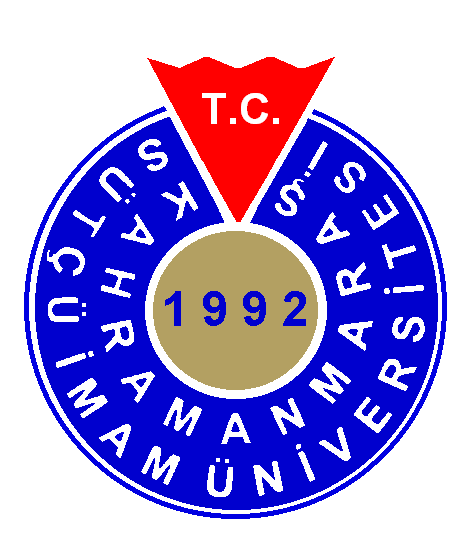 T.C.
KAHRAMANMARAŞ
SÜTÇÜ İMAM ÜNİVERSİTESİ
1992